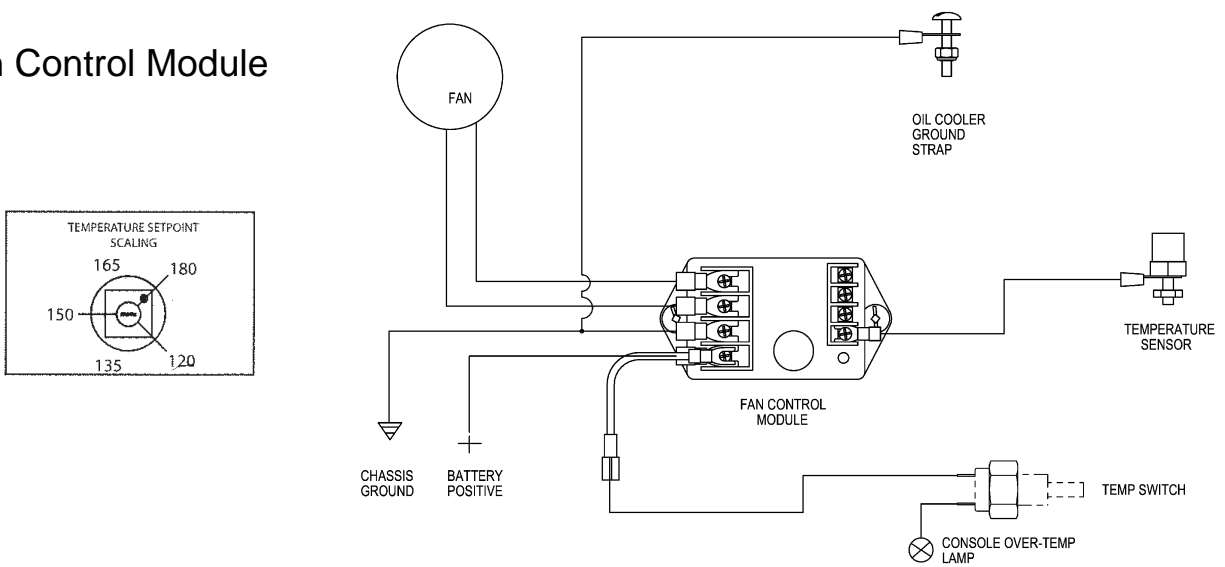 Control Module
FAN
OIL COOLER
GROUND
STRAP
TEMPERATURE SETPOINT
SCALING
165
180
150
120
135
TEMPERATURE
SENSOR
FAN CONTROL
MODULE
CHASSIS
GROUND
BATTERY
POSITIVE
TEMP SWITCH
CONSOLE OVER-TEMP
LAMP